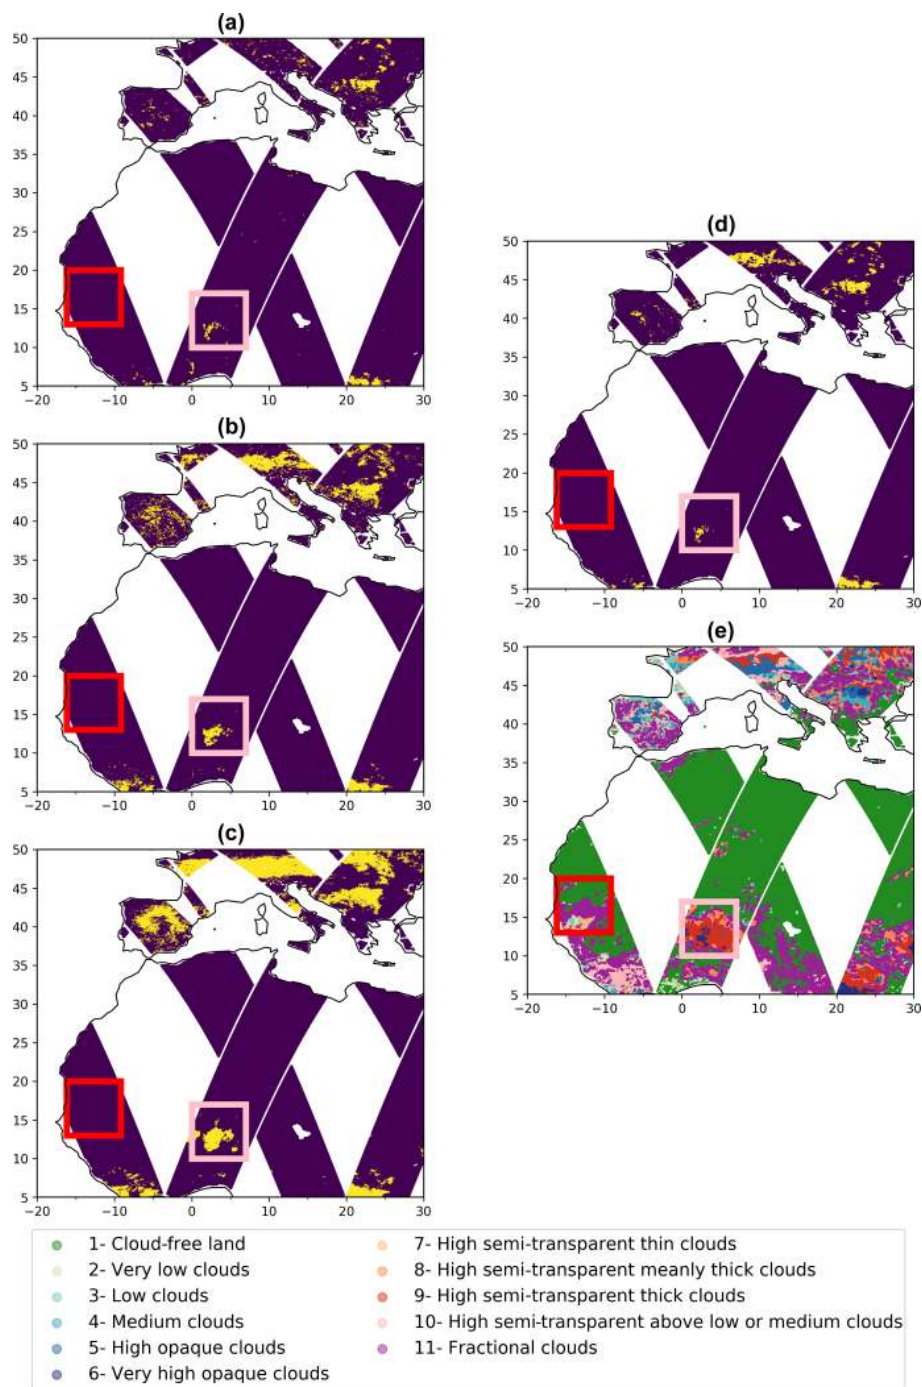 (a)
50
45
40
35
30
25
20
15
10
5
−20 −10 0 10 20 30
(b)
50
45
40
35
30
25
20
15
10
5
−20 −10 0 10 20 30
(c)
50
45
40
35
30
25
20
15
10
5
−20 −10 0 10 20 30
(d)
50
45
40
35
30
25
20
15
10
5
−20 −10 0 10 20 30
(e)
50
45
40
35
30
25
20
15
10
5
−20 −10 0 10 20 30
1- Cloud-free land
2- Very low clouds
3- Low clouds
4- Medium clouds
5- High opaque clouds
6- Very high opaque clouds
7- High semi-transparent thin clouds
8- High semi-transparent meanly thick clouds
9- High semi-transparent thick clouds
10- High semi-transparent above low or medium clouds
11- Fractional clouds